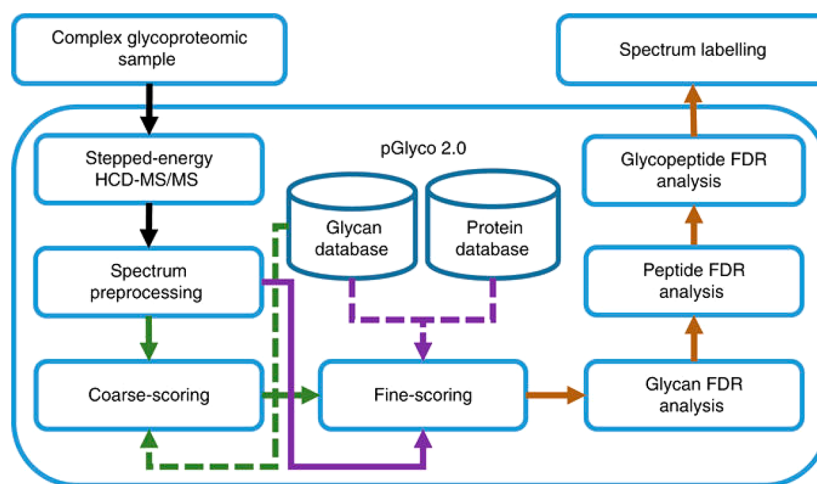 Complex glycoproteomic
sample
Spectrum labelling
Stepped-energy
HCD-MS/MS
pGlyco 2.0
Glycopeptide FDR
analysis
Glycan
database
Protein
database
Spectrum
preprocessing
Peptide FDR
analysis
Coarse-scoring
Fine-scoring
Glycan FDR
analysis